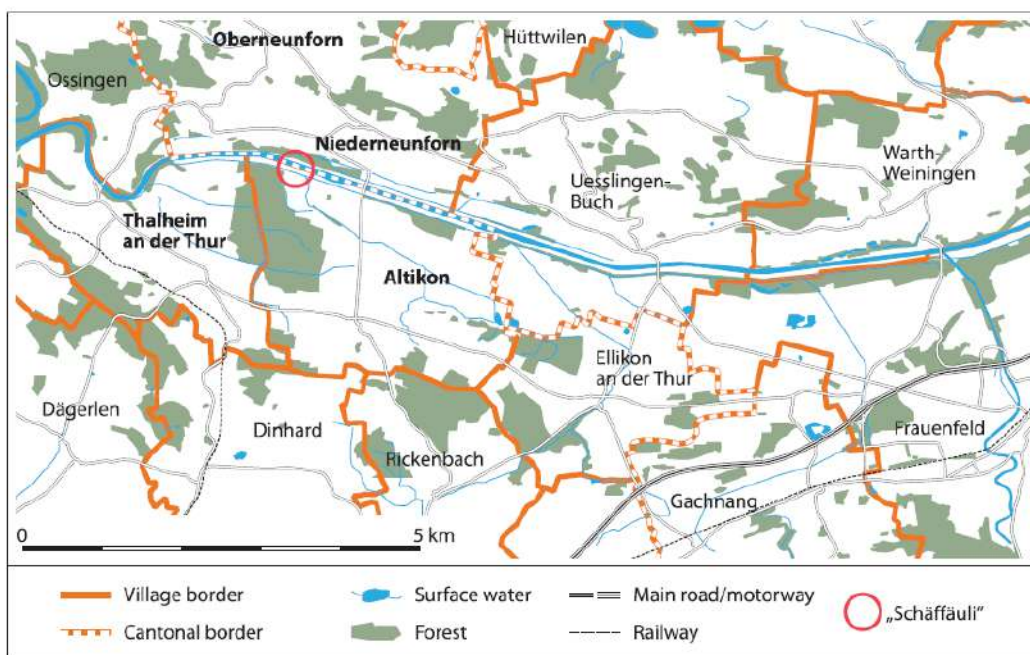 Oberneunforn
Hüttwilen
Ossingen
Niederneunforn
Warth-
Weiningen
Uesslingen-
Buch
Thalheim
an der Thur
Altikon
Ellikon
an der Thur
Dägerlen
Dinhard
Frauenfeld
Rickenbach
Gachnang
0
5 km
Village border
Surface water
Main road/motorway
„Schäffäuli“
Cantonal border
Forest
Railway